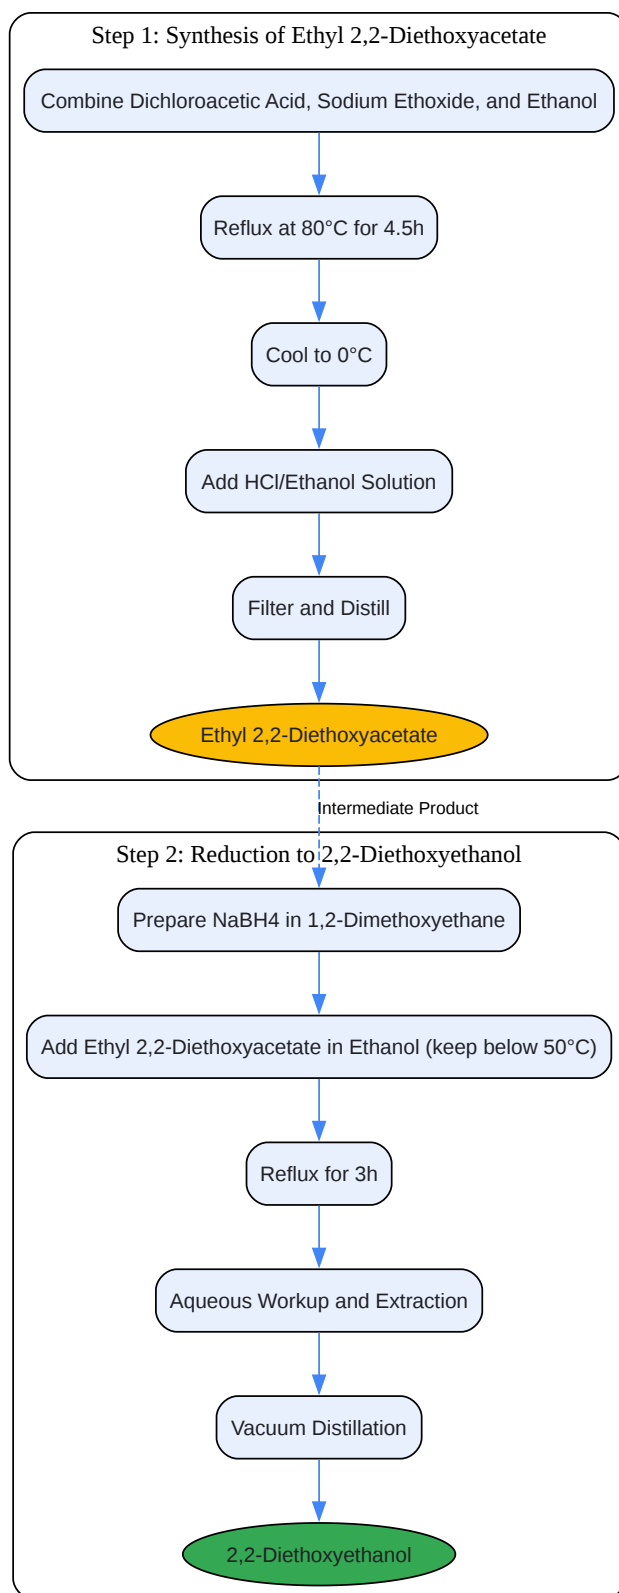 Step 1: Synthesis of Ethyl 2,2-Diethoxyacetate
Combine Dichloroacetic Acid, Sodium Ethoxide, and Ethanol
Reflux at 80°C for 4.5h
Cool to 0°C
Add HCl/Ethanol Solution
Filter and Distill
Ethyl 2,2-Diethoxyacetate
Intermediate Product
Step 2: Reduction to 2,2-Diethoxyethanol
Prepare NaBH4 in 1,2-Dimethoxyethane
Add Ethyl 2,2-Diethoxyacetate in Ethanol (keep below 50°C)
Reflux for 3h
Aqueous Workup and Extraction
Vacuum Distillation
2,2-Diethoxyethanol